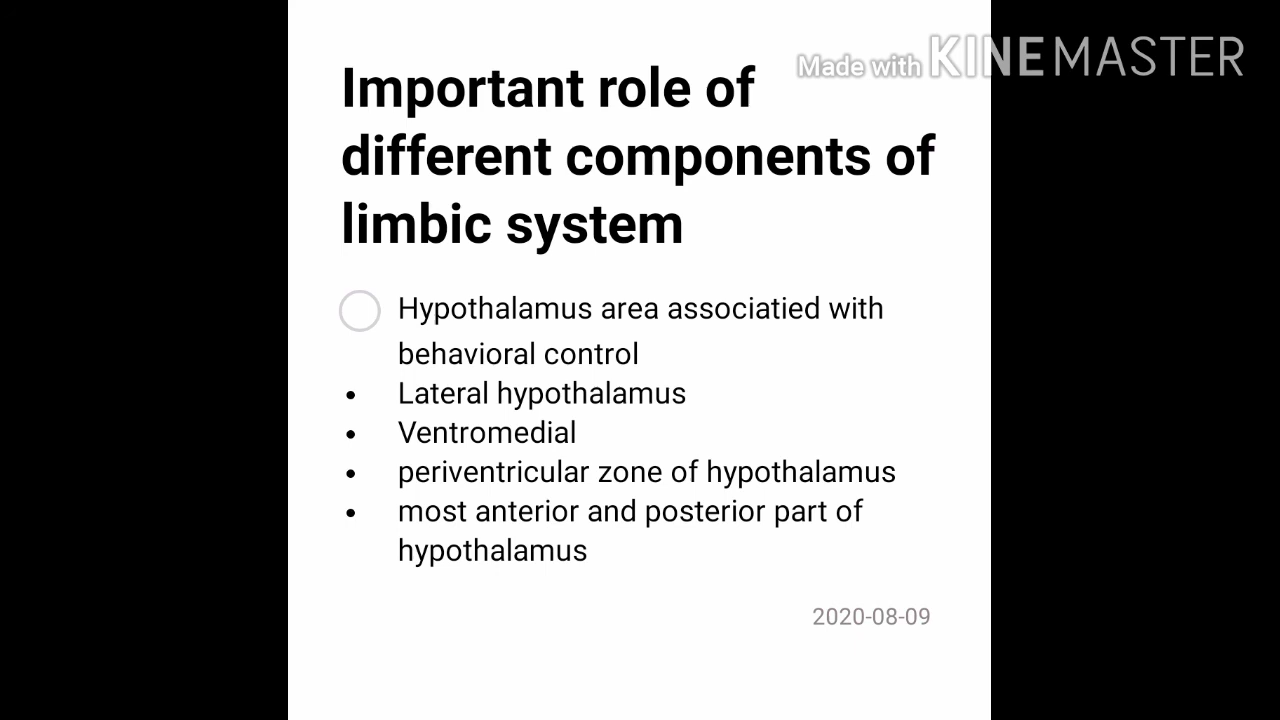 Made with KINEMASTER
Important role of
different components of
limbic system
Hypothalamus area associatied with
behavioral control
• Lateral hypothalamus
• Ventromedial
• periventricular zone of hypothalamus
• most anterior and posterior part of
hypothalamus
2020-08-09